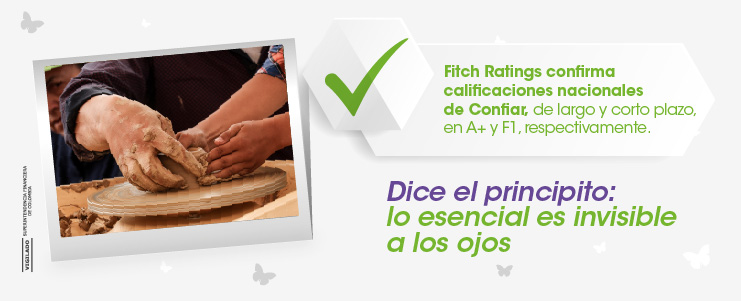 Fitch Ratings confirma
calificaciones nacionales
de Confiar, de largo y corto plazo,
en A+ y F1, respectivamente.
Dice el principito:
lo esencial es invisible
a los ojos
VIGILADO
SUPERINTENDENCIA FINANCIERA
DE COLOMBIA